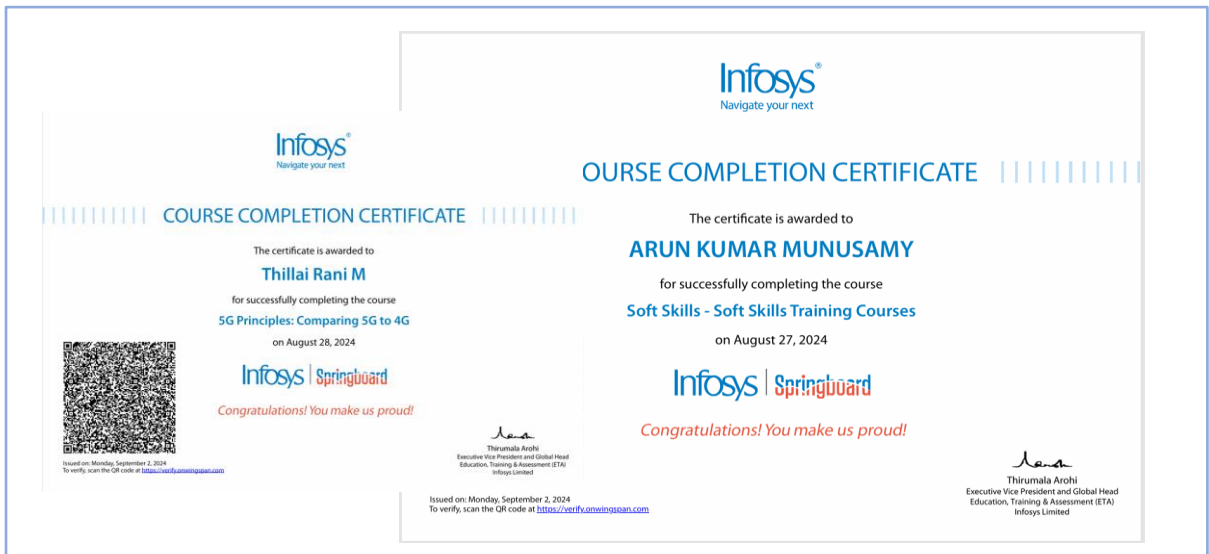 Infosys®
Navigate your next
COURSE COMPLETION CERTIFICATE
The certificate is awarded to
Thillai Rani M
for successfully completing the course
5G Principles: Comparing 5G to 4G
on August 28, 2024
Infosys | Springboard
Congratulations! You make us proud!
Thirumala Arohi
Executive Vice President and Global Head
Education, Training & Assessment (ETA)
Infosys Limited
Issued on: Monday, September 2, 2024
To verify, scan the QR code at https://verify.onwingspan.com
Infosys®
Navigate your next
OURSE COMPLETION CERTIFICATE
The certificate is awarded to
ARUN KUMAR MUNUSAMY
for successfully completing the course
Soft Skills - Soft Skills Training Courses
on August 27, 2024
Infosys | Springboard
Congratulations! You make us proud!
Thirumala Arohi
Executive Vice President and Global Head
Education, Training & Assessment (ETA)
Infosys Limited
Issued on: Monday, September 2, 2024
To verify, scan the QR code at https://verify.onwingspan.com